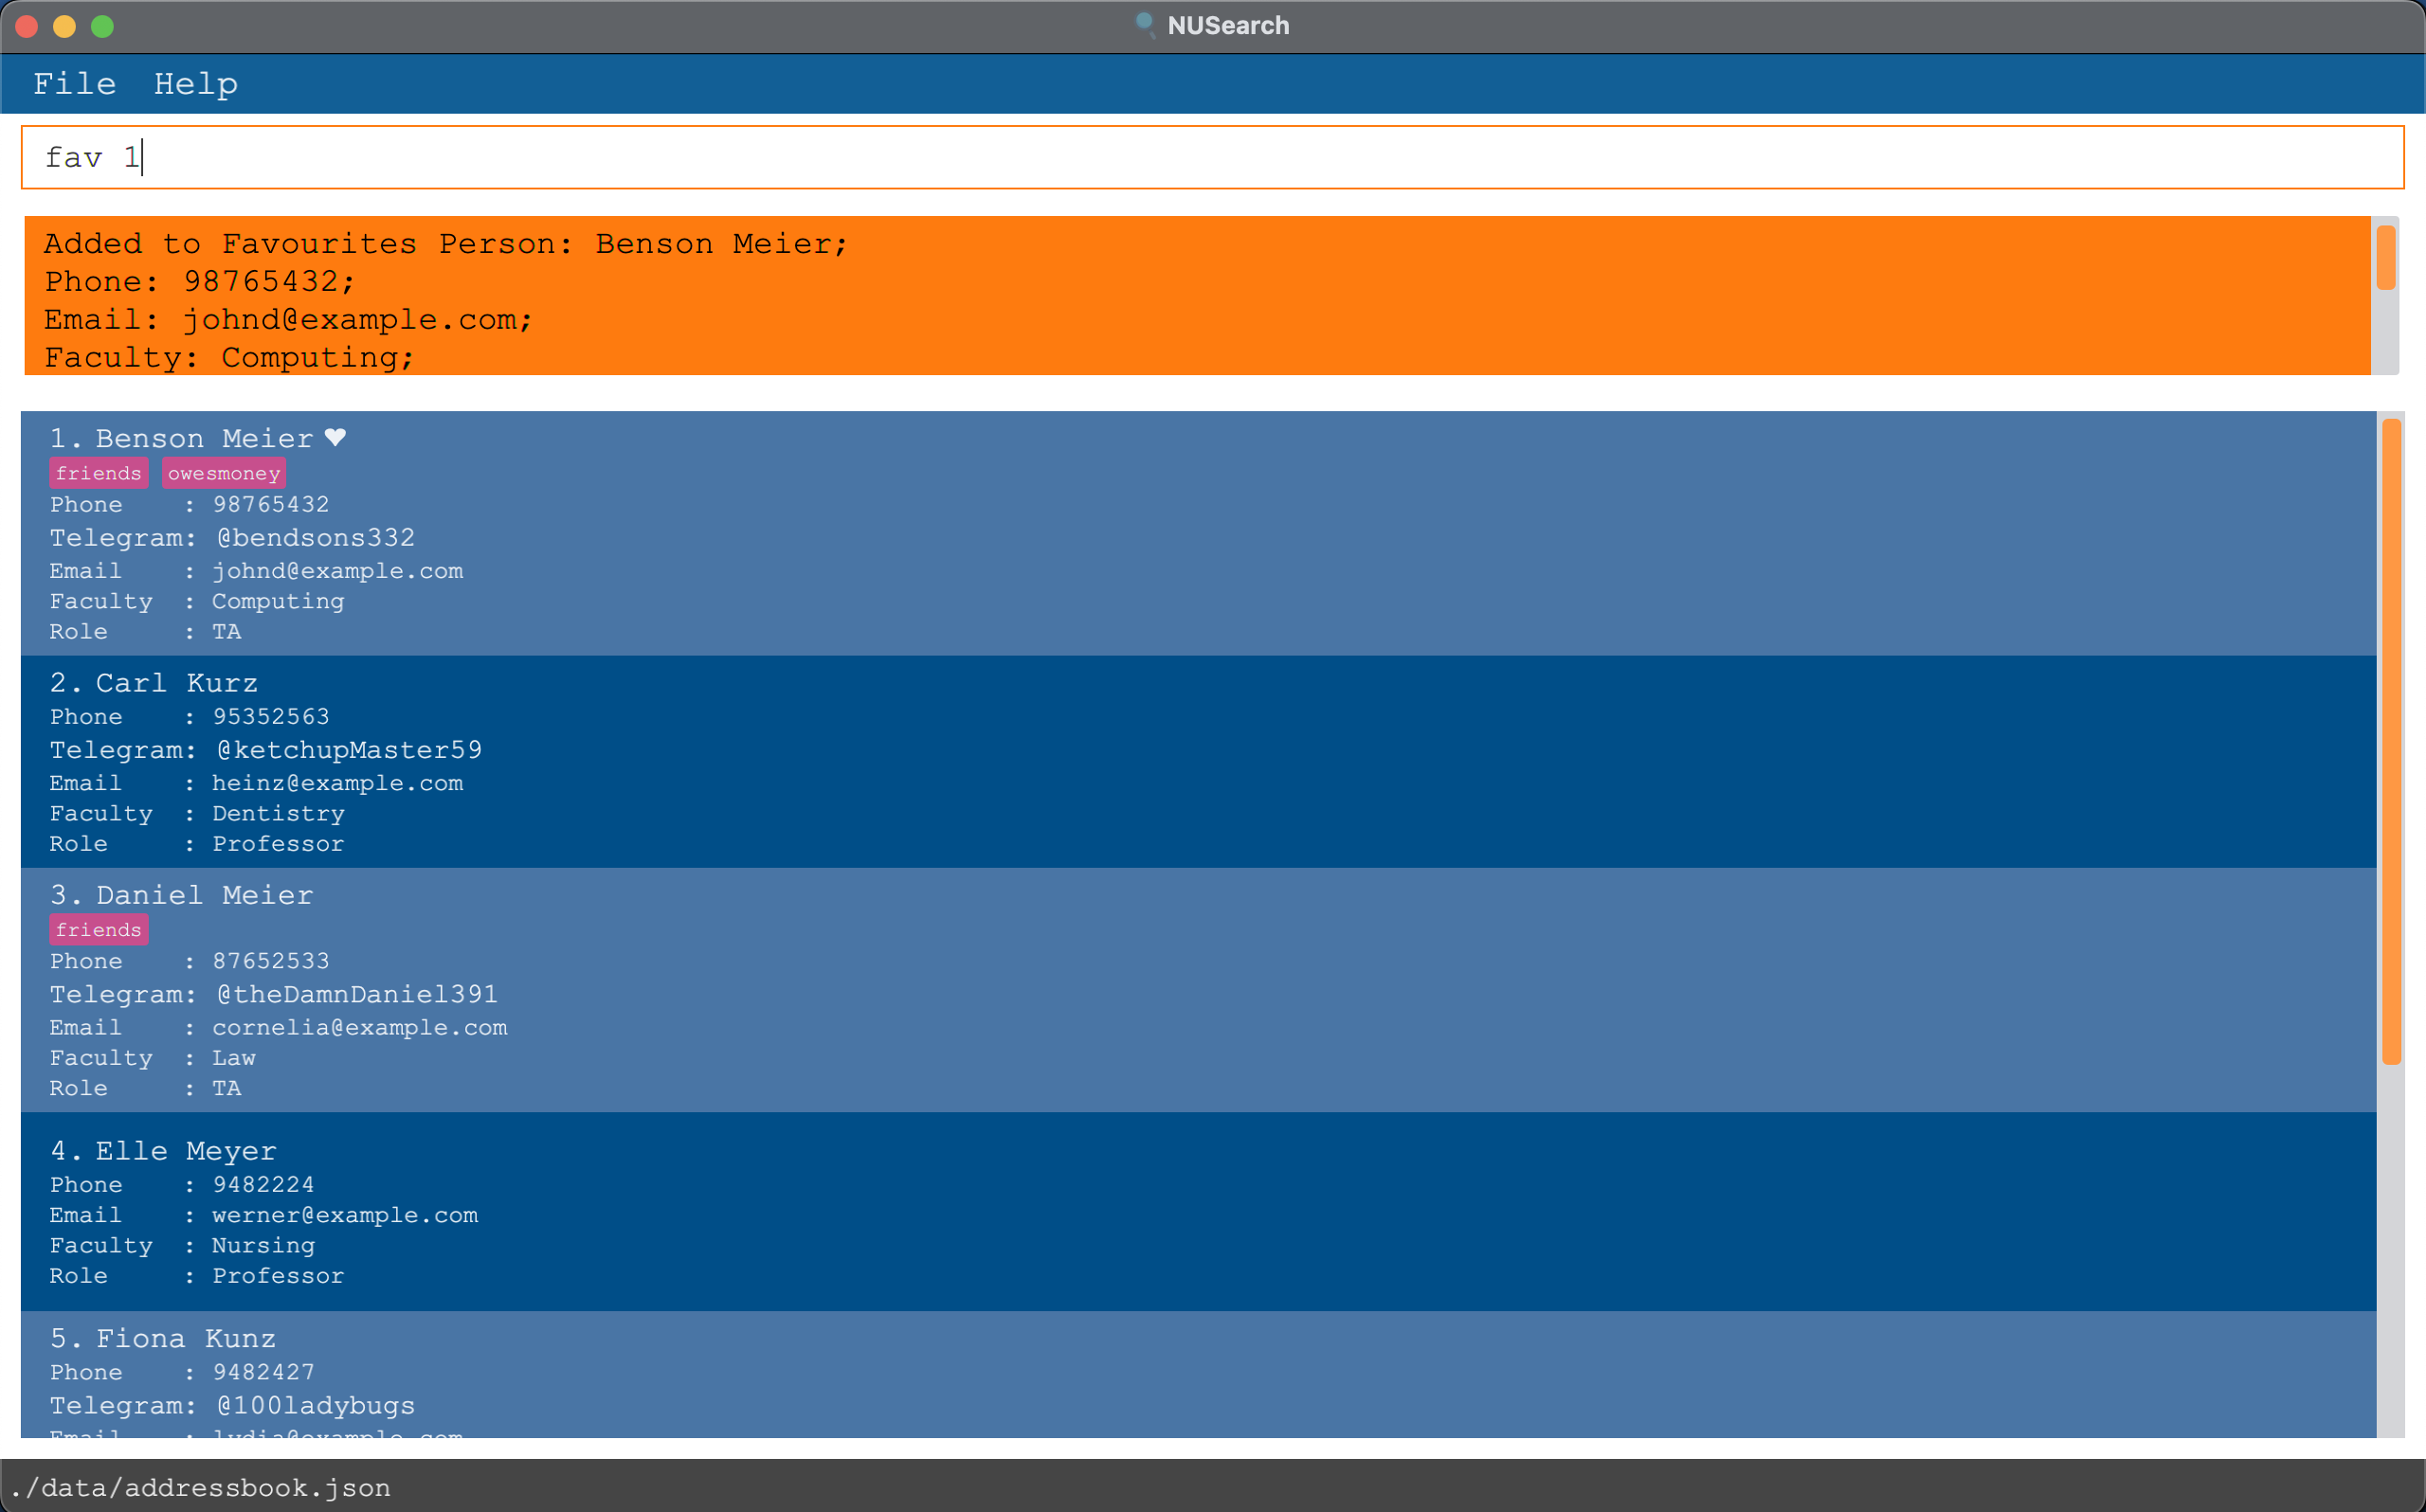 NUSearch
File Help
fav 1
Added to Favourites Person: Benson Meier;
Phone: 98765432;
Email: johnd@example.com;
Faculty: Computing;
1. Benson Meier ♥
friends owesmoney
Phone : 98765432
Telegram: @bendsons332
Email : johnd@example.com
Faculty : Computing
Role : TA
2. Carl Kurz
Phone : 95352563
Telegram: @ketchupMaster59
Email : heinz@example.com
Faculty : Dentistry
Role : Professor
3. Daniel Meier
friends
Phone : 87652533
Telegram: @theDamnDaniel391
Email : cornelia@example.com
Faculty : Law
Role : TA
4. Elle Meyer
Phone : 9482224
Email : werner@example.com
Faculty : Nursing
Role : Professor
5. Fiona Kunz
Phone : 9482427
Telegram: @100ladybugs
Email : lydia@example.com
./data/addressbook.json